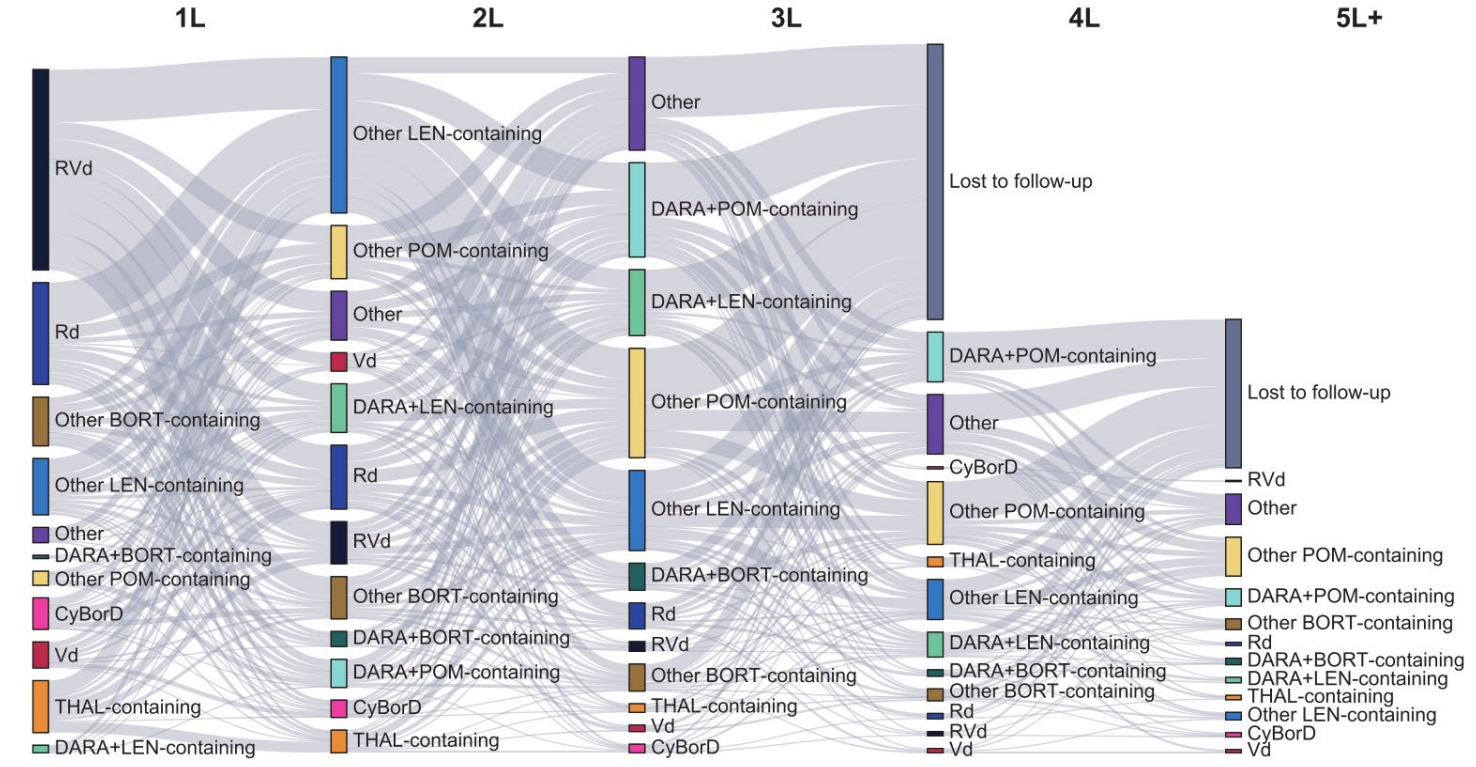 1L 2L 3L 4L 5L+
RVd
Rd
Other BORT-containing
Other LEN-containing
Other
DARA+BORT-containing
Other POM-containing
CyBorD
Vd
THAL-containing
DARA+LEN-containing
Other LEN-containing
Other POM-containing
Other
Vd
DARA+LEN-containing
Rd
RVd
Other BORT-containing
DARA+BORT-containing
DARA+POM-containing
CyBorD
THAL-containing
Other
DARA+POM-containing
DARA+LEN-containing
Other POM-containing
Other LEN-containing
DARA+BORT-containing
Rd
RVd
Other BORT-containing
THAL-containing
Vd
CyBorD
Lost to follow-up
DARA+POM-containing
Other
CyBorD
Other POM-containing
THAL-containing
Other LEN-containing
DARA+LEN-containing
DARA+BORT-containing
Other BORT-containing
Rd
RVd
Vd
Lost to follow-up
RVd
Other
Other POM-containing
DARA+POM-containing
Other BORT-containing
Rd
DARA+BORT-containing
DARA+LEN-containing
THAL-containing
Other LEN-containing
CyBorD
Vd